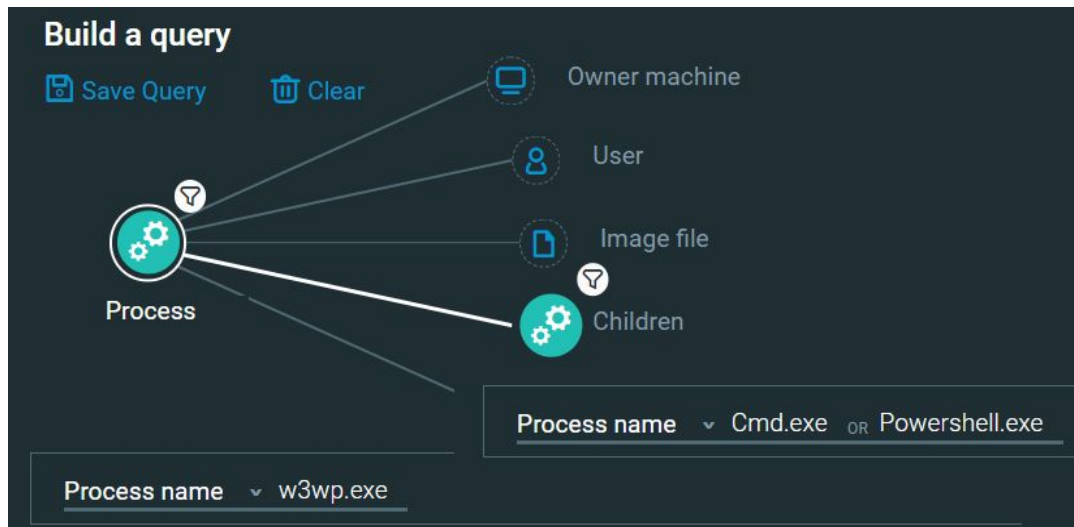 Build a query
Save Query Clear
Owner machine
User
Image file
Process
Children
Process name Cmd.exe OR Powershell.exe
Process name w3wp.exe